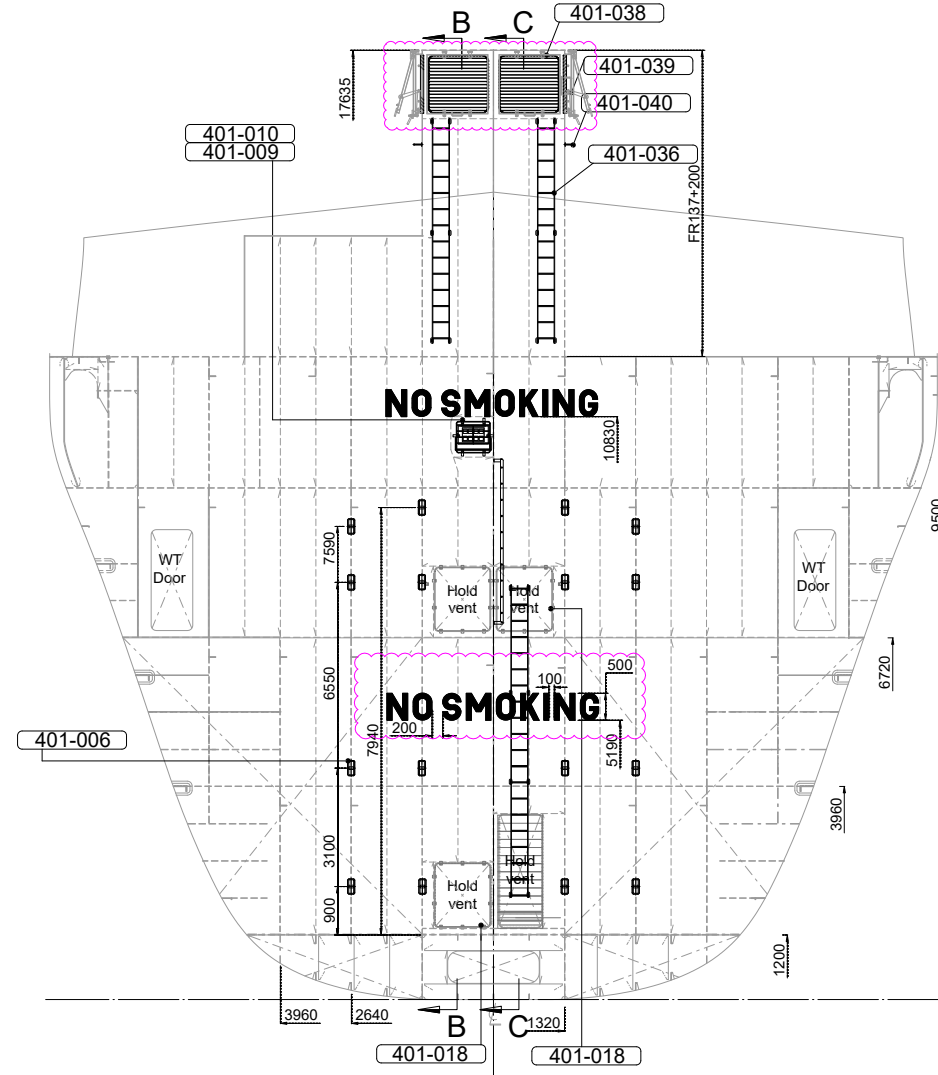 B
C
401-038
401-039
401-040
17635
401-010
401-009
401-036
FR137+200
NO SMOKING
10830
9500
7590
WT
Door
WT
Door
Hold
vent
Hold
vent
6550
7940
500
100
6720
NO SMOKING
200
5190
401-006
3960
3100
Hold
vent
Hold
vent
900
1200
3960
2640
B
C
1320
401-018
401-018